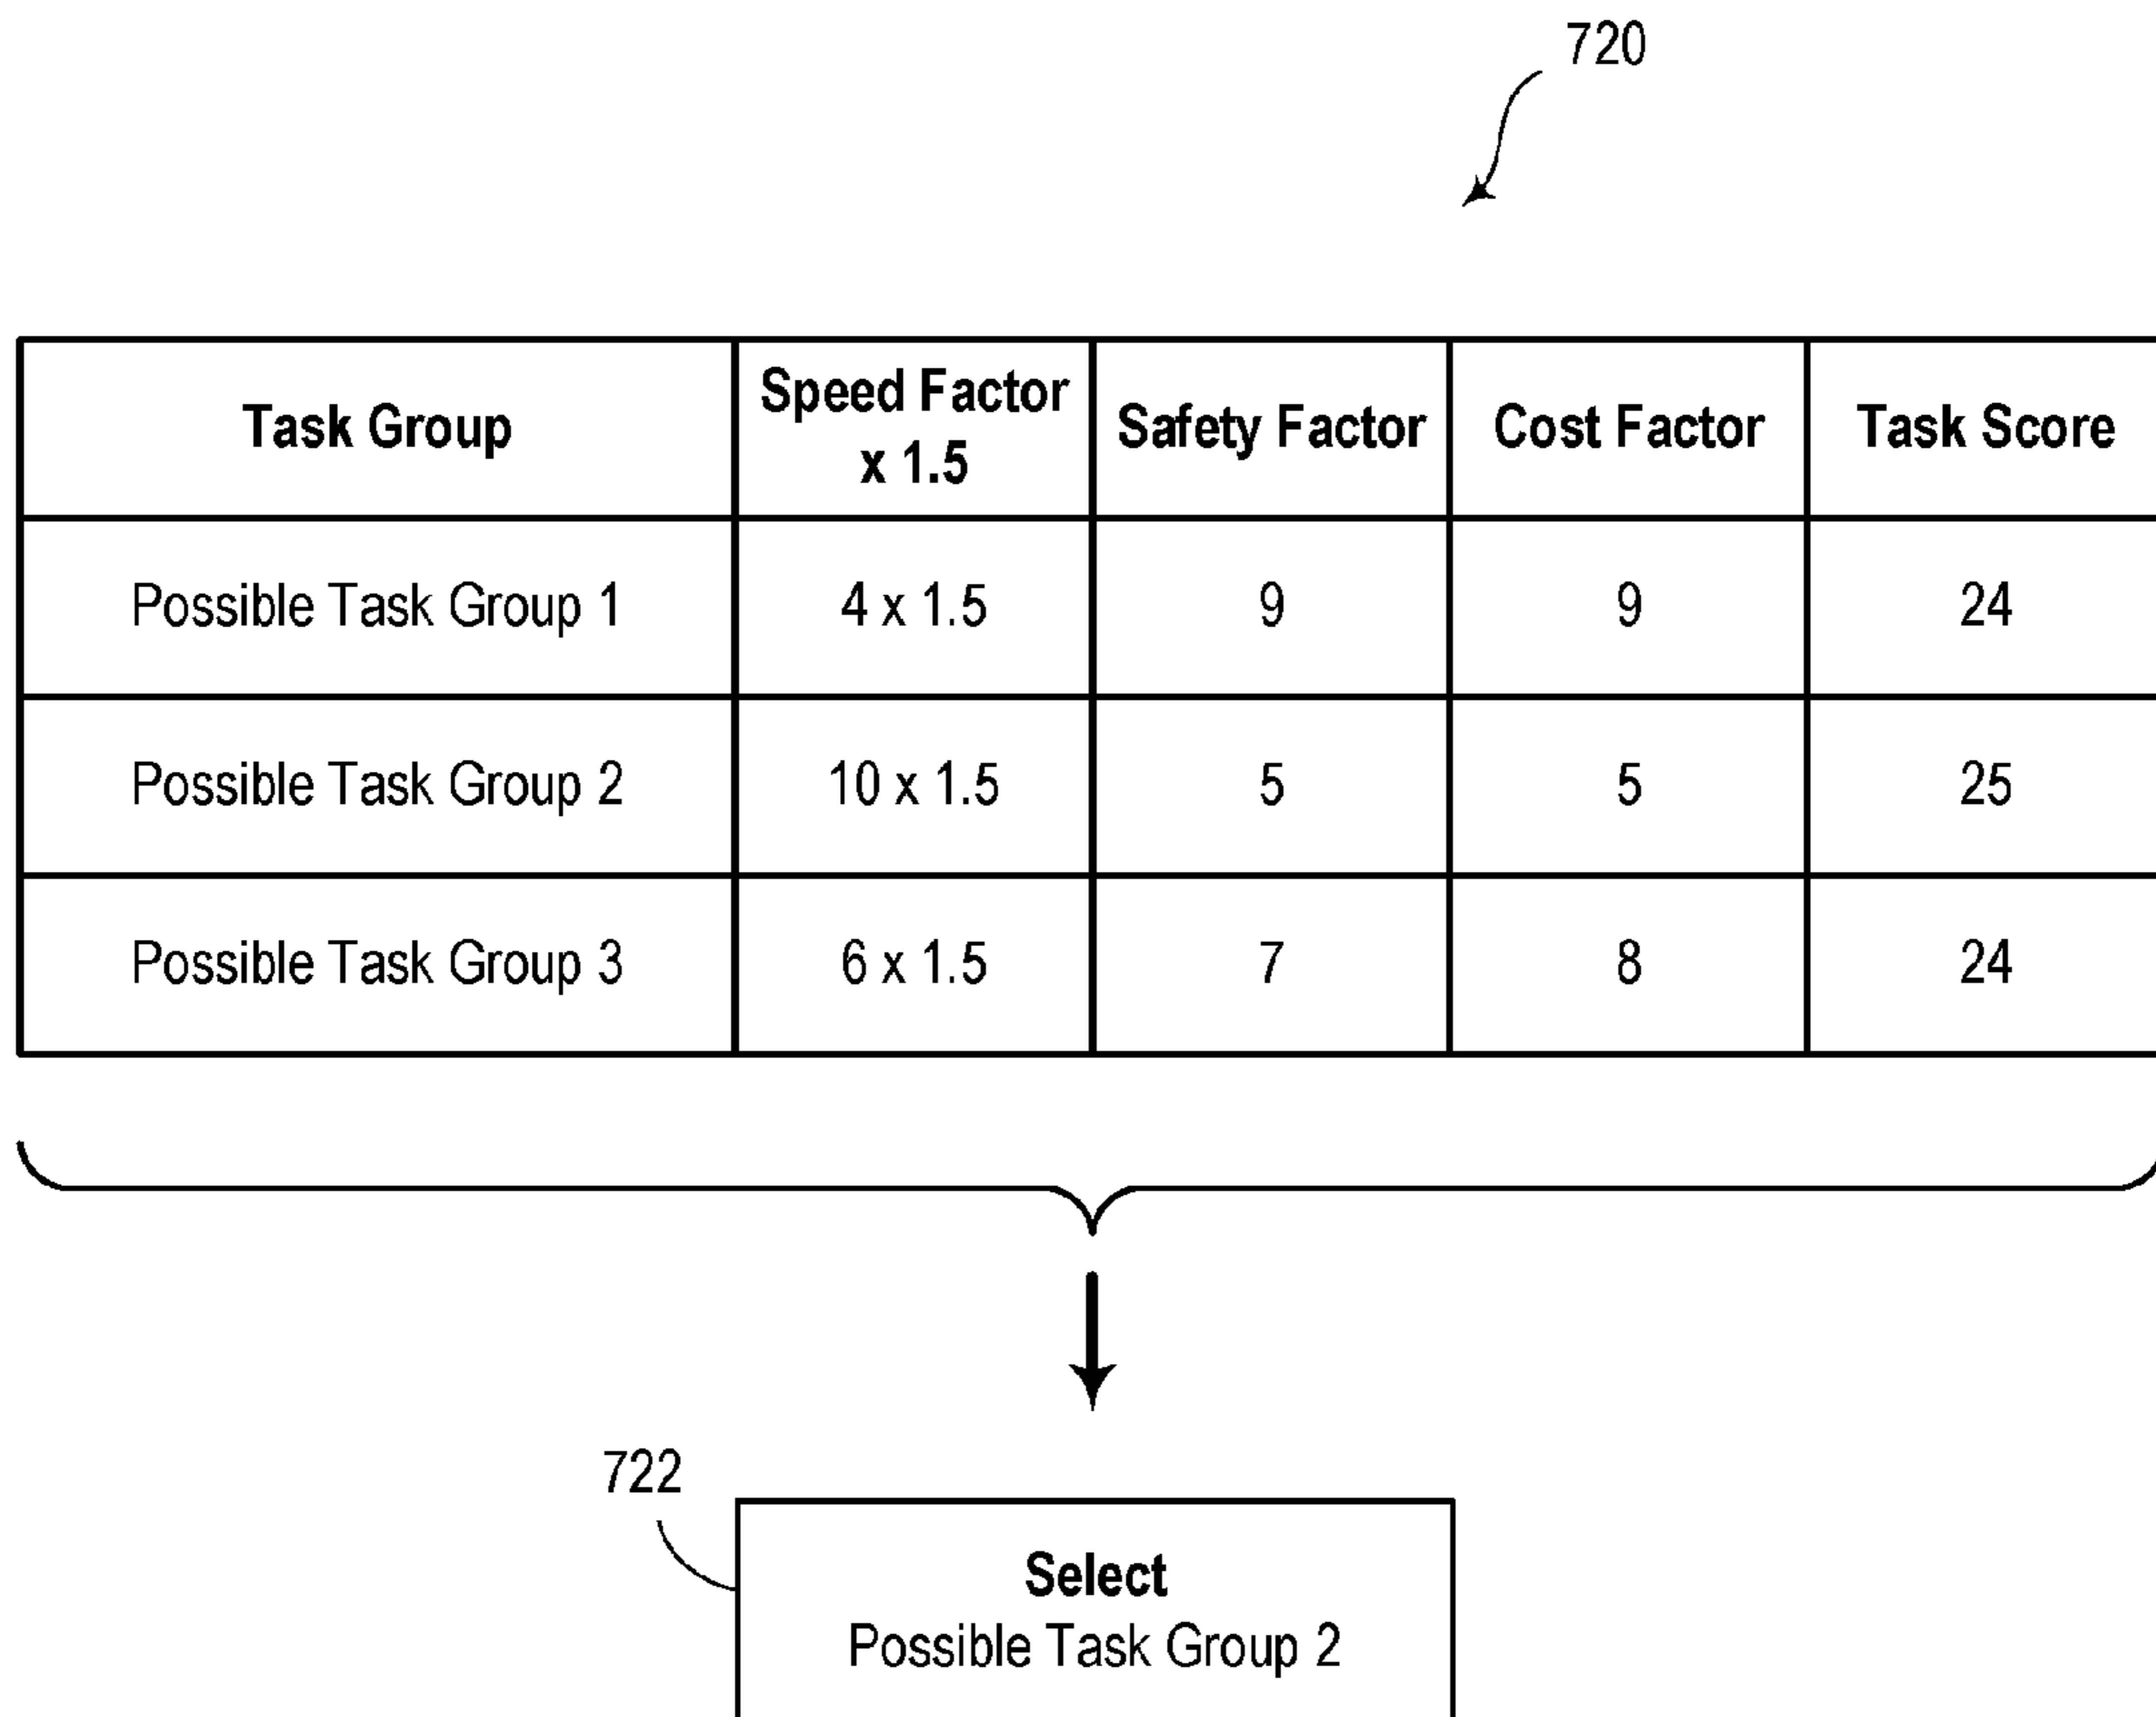 720
Task Group Speed Factor x 1.5 Safety Factor Cost Factor Task Score
Possible Task Group 1 4 x 1.5 9 9 24
Possible Task Group 2 10 x 1.5 5 5 25
Possible Task Group 3 6 x 1.5 7 8 24
722
Select
Possible Task Group 2